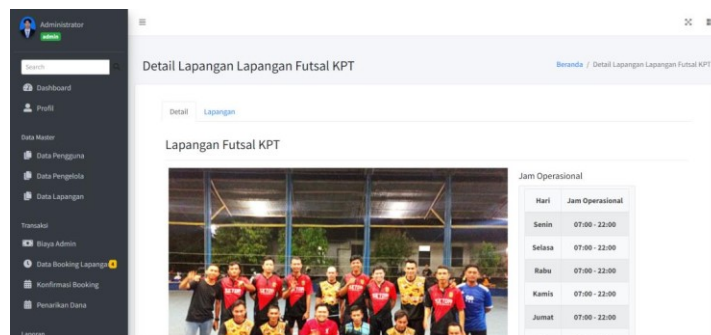 Administrator
admin
Search
Dashboard
Profil
Data Master
Data Pengguna
Data Pengelola
Data Lapangan
Transaksi
Biaya Admin
Data Booking Lapangan
Konfirmasi Booking
Penarikan Dana
Laporan
Detail Lapangan Lapangan Futsal KPT
Beranda / Detail Lapangan Lapangan Futsal KPT
Detail Lapangan
Lapangan Futsal KPT
Jam Operasional
Hari Jam Operasional
Senin 07:00 - 22:00
Selasa 07:00 - 22:00
Rabu 07:00 - 22:00
Kamis 07:00 - 22:00
Jumat 07:00 - 22:00